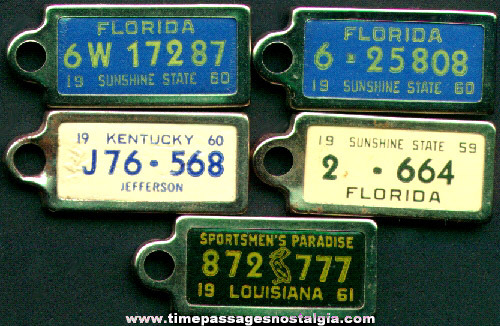 FLORIDA
6W 17287
19 SUNSHINE STATE 60
FLORIDA
6-25808
19 SUNSHINE STATE 60
19 KENTUCKY 60
J76·568
JEFFERSON
19 SUNSHINE STATE 59
2 ·664
FLORIDA
SPORTSMEN'S PARADISE
872 777
19 LOUISIANA 61
www.timepassagesnostalgia.com